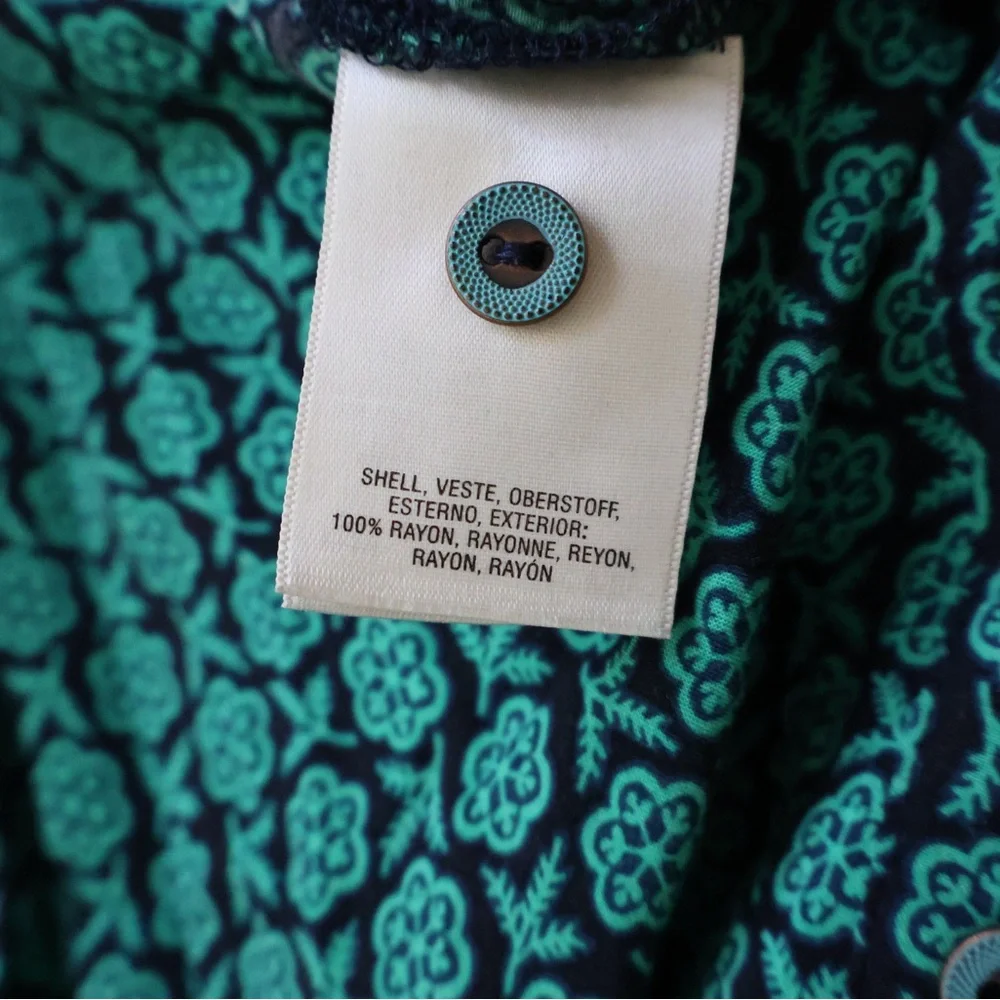 SHELL, VESTE, OBERSTOFF,
ESTERNO, EXTERIOR:
100% RAYON, RAYONNE, REYON,
RAYON, RAYÓN